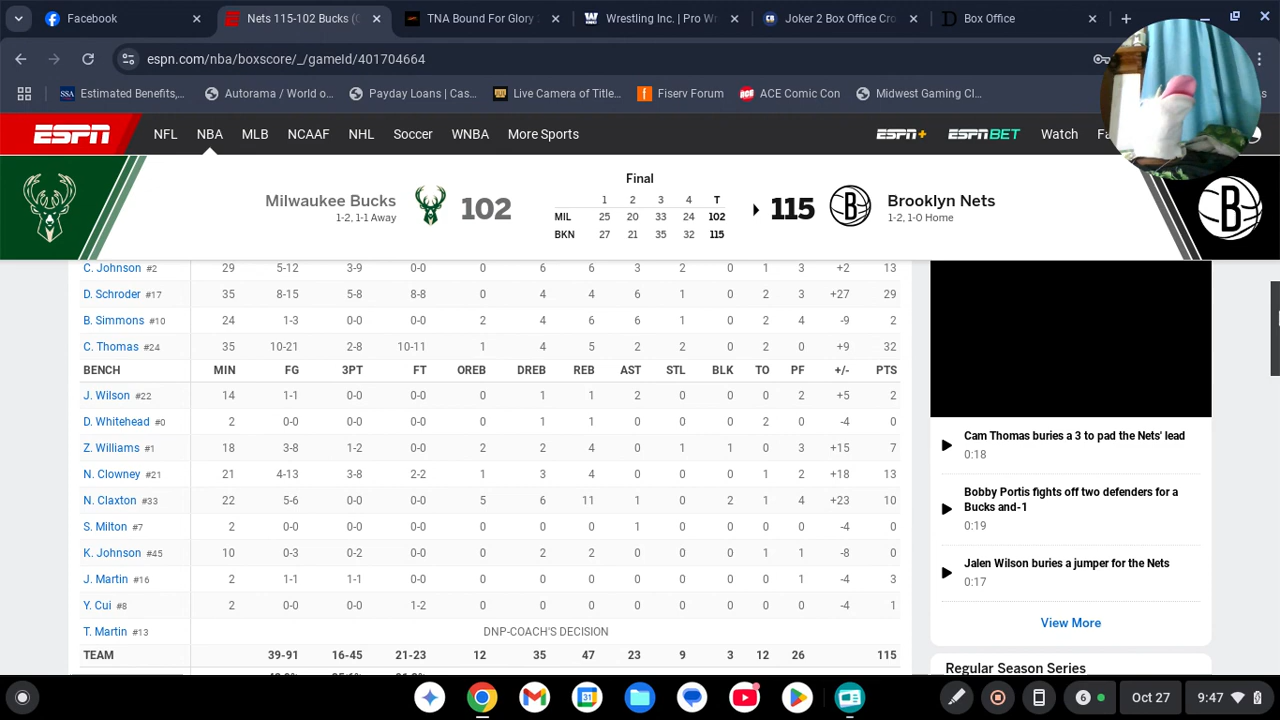 Facebook
Nets 115-102 Bucks (
TNA Bound For Glory
Wrestling Inc. | Pro Wr
Joker 2 Box Office Cro
Box Office
espn.com/nba/boxscore/_/gameId/401704664
Estimated Benefits,...
Autorama / World o...
Payday Loans | Cas...
Live Camera of Title...
Fiserv Forum
ACE Comic Con
Midwest Gaming Cl...
ESPN NFL NBA MLB NCAAF NHL Soccer WNBA More Sports ESPN+ ESPN BET Watch
Final
Milwaukee Bucks 102
1-2, 1-1 Away
1 2 3 4 T
MIL 25 20 33 24 102
BKN 27 21 35 32 115
115 Brooklyn Nets
1-2, 1-0 Home
C. Johnson #2 29 5-12 3-9 0-0 0 6 6 3 2 0 1 3 +2 13
D. Schroder #17 35 8-15 5-8 8-8 0 4 4 6 1 0 2 3 +27 29
B. Simmons #10 24 1-3 0-0 0-0 2 4 6 6 1 0 2 4 -9 2
C. Thomas #24 35 10-21 2-8 10-11 1 4 5 2 2 0 2 0 +9 32
BENCH MIN FG 3PT FT OREB DREB REB AST STL BLK TO PF +/- PTS
J. Wilson #22 14 1-1 0-0 0-0 0 1 1 2 0 0 0 2 +5 2
D. Whitehead #0 2 0-0 0-0 0-0 0 1 1 0 0 0 2 0 -4 0
Z. Williams #1 18 3-8 1-2 0-0 2 2 4 0 1 1 0 3 +15 7
N. Clowney #21 21 4-13 3-8 2-2 1 3 4 0 0 0 1 2 +18 13
N. Claxton #33 22 5-6 0-0 0-0 5 6 11 1 0 2 1 4 +23 10
S. Milton #7 2 0-0 0-0 0-0 0 0 0 1 0 0 0 0 -4 0
K. Johnson #45 10 0-3 0-2 0-0 0 2 2 0 0 0 1 1 -8 0
J. Martin #16 2 1-1 1-1 0-0 0 0 0 0 0 0 0 1 -4 3
Y. Cui #8 2 0-0 0-0 1-2 0 0 0 0 0 0 0 0 -4 1
T. Martin #13 DNP-COACH'S DECISION
TEAM 39-91 16-45 21-23 12 35 47 23 9 3 12 26 115
Cam Thomas buries a 3 to pad the Nets' lead
0:18
Bobby Portis fights off two defenders for a
Bucks and-1
0:19
Jalen Wilson buries a jumper for the Nets
0:17
View More
Regular Season Series
6
Oct 27
9:47